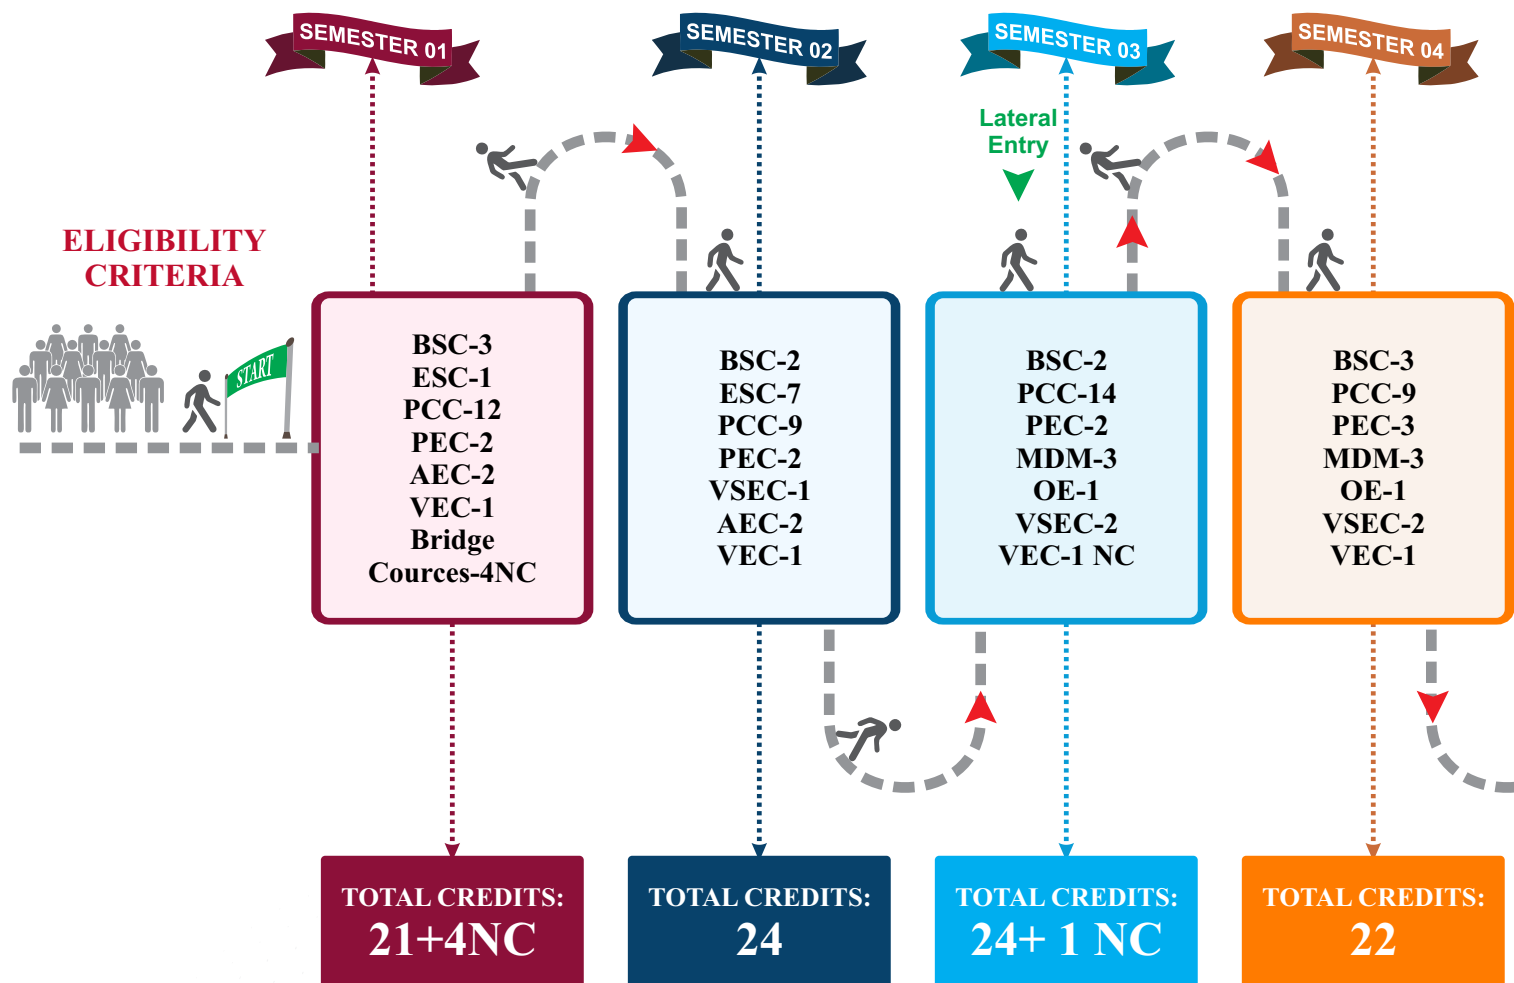 SEMESTER 01
SEMESTER 02
SEMESTER 03
SEMESTER 04
Lateral
Entry
ELIGIBILITY
CRITERIA
START
BSC-3
ESC-1
PCC-12
PEC-2
AEC-2
VEC-1
Bridge
Cources-4NC
BSC-2
ESC-7
PCC-9
PEC-2
VSEC-1
AEC-2
VEC-1
BSC-2
PCC-14
PEC-2
MDM-3
OE-1
VSEC-2
VEC-1 NC
BSC-3
PCC-9
PEC-3
MDM-3
OE-1
VSEC-2
VEC-1
TOTAL CREDITS:
21+4NC
TOTAL CREDITS:
24
TOTAL CREDITS:
24+ 1 NC
TOTAL CREDITS:
22